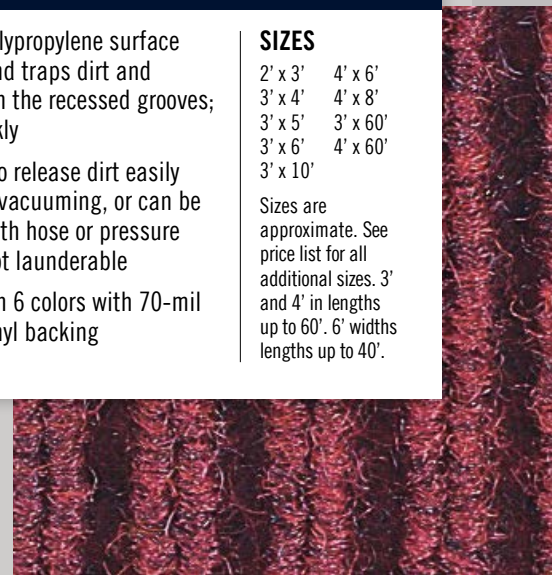 lypropylene surface
nd traps dirt and
n the recessed grooves;
kly
o release dirt easily
vacuuming, or can be
th hose or pressure
ot launderable
n 6 colors with 70-mil
nyl backing
SIZES
2’ x 3’ 4’ x 6’
3’ x 4’ 4’ x 8’
3’ x 5’ 3’ x 60’
3’ x 6’ 4’ x 60’
3’ x 10’
Sizes are
approximate. See
price list for all
additional sizes. 3’
and 4’ in lengths
up to 60’. 6’ widths
lengths up to 40’.